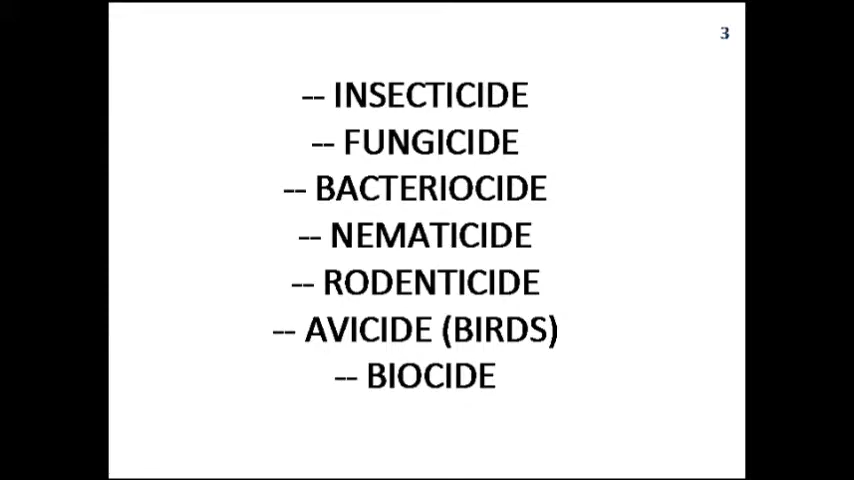 3
-- INSECTICIDE
-- FUNGICIDE
-- BACTERIOCIDE
-- NEMATICIDE
-- RODENTICIDE
-- AVICIDE (BIRDS)
-- BIOCIDE